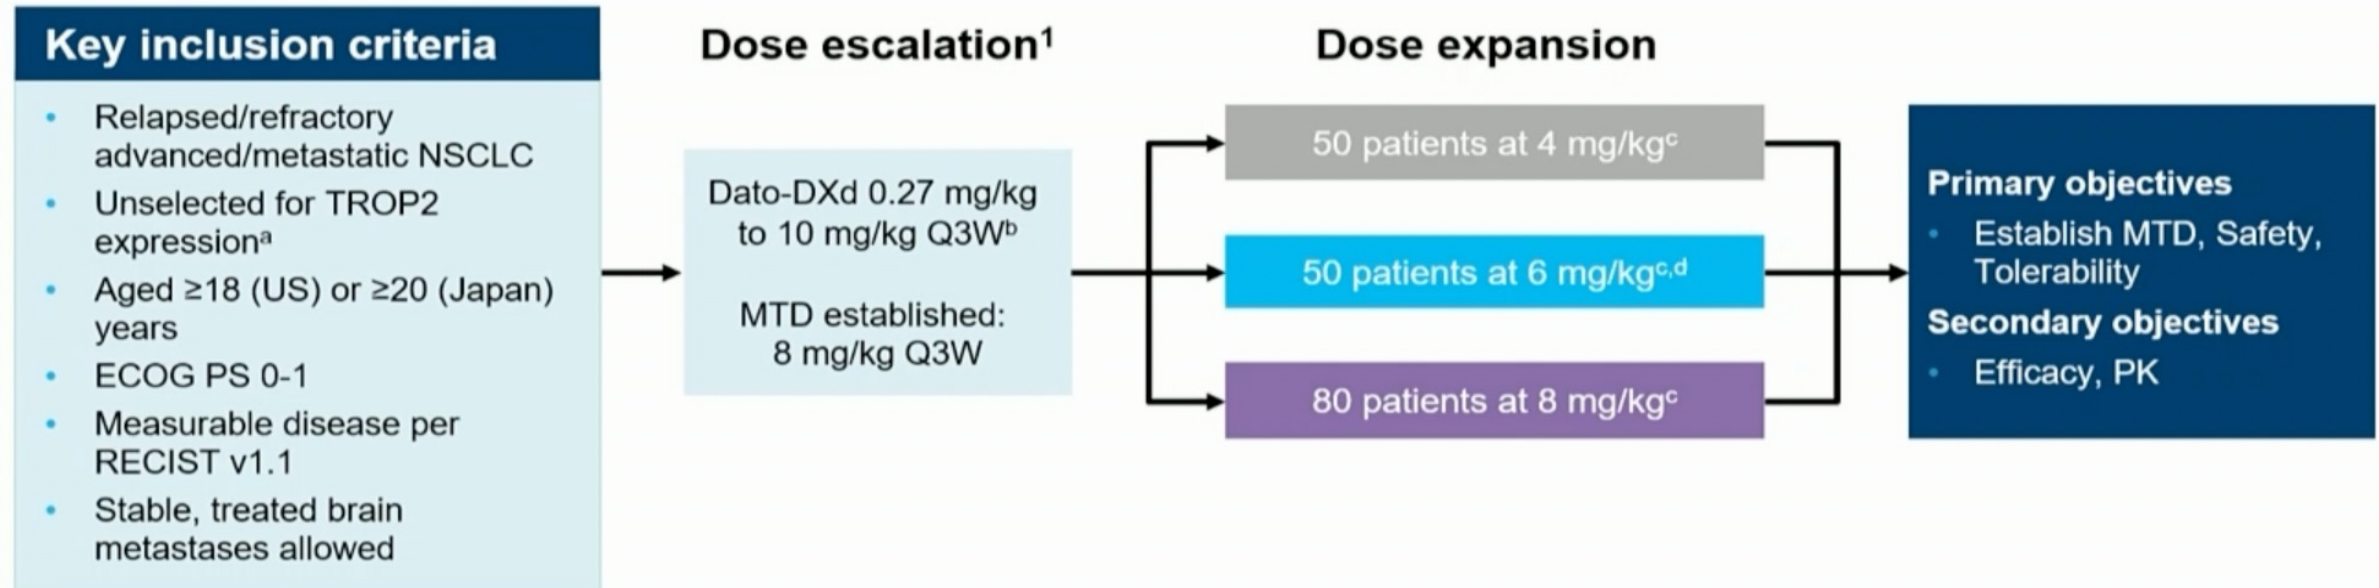 Key inclusion criteria
• Relapsed/refractory
advanced/metastatic NSCLC
• Unselected for TROP2
expressionᵃ
• Aged ≥18 (US) or ≥20 (Japan)
years
• ECOG PS 0-1
• Measurable disease per
RECIST v1.1
• Stable, treated brain
metastases allowed
Dose escalation¹
Dato-DXd 0.27 mg/kg
to 10 mg/kg Q3Wᵇ
MTD established:
8 mg/kg Q3W
Dose expansion
50 patients at 4 mg/kgᶜ
50 patients at 6 mg/kgᶜ,ᵈ
80 patients at 8 mg/kgᶜ
Primary objectives
• Establish MTD, Safety,
Tolerability
Secondary objectives
• Efficacy, PK